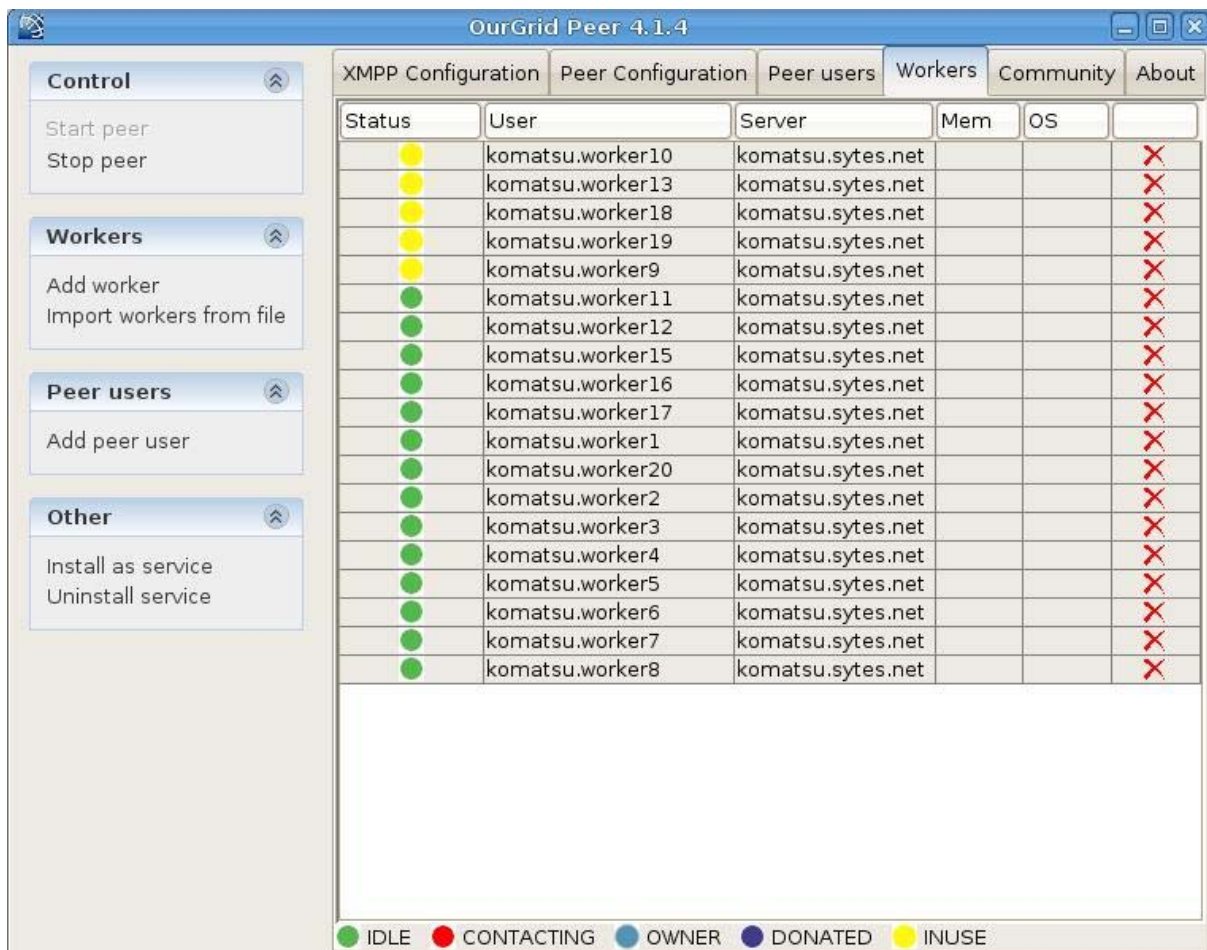 OurGrid Peer 4.1.4
Control
Start peer
Stop peer
Workers
Add worker
Import workers from file
Peer users
Add peer user
Other
Install as service
Uninstall service
XMPP Configuration Peer Configuration Peer users Workers Community About
Status User Server Mem OS
komatsu.worker10 komatsu.sytes.net
komatsu.worker13 komatsu.sytes.net
komatsu.worker18 komatsu.sytes.net
komatsu.worker19 komatsu.sytes.net
komatsu.worker9 komatsu.sytes.net
komatsu.worker11 komatsu.sytes.net
komatsu.worker12 komatsu.sytes.net
komatsu.worker15 komatsu.sytes.net
komatsu.worker16 komatsu.sytes.net
komatsu.worker17 komatsu.sytes.net
komatsu.worker1 komatsu.sytes.net
komatsu.worker20 komatsu.sytes.net
komatsu.worker2 komatsu.sytes.net
komatsu.worker3 komatsu.sytes.net
komatsu.worker4 komatsu.sytes.net
komatsu.worker5 komatsu.sytes.net
komatsu.worker6 komatsu.sytes.net
komatsu.worker7 komatsu.sytes.net
komatsu.worker8 komatsu.sytes.net
IDLE CONTACTING OWNER DONATED INUSE